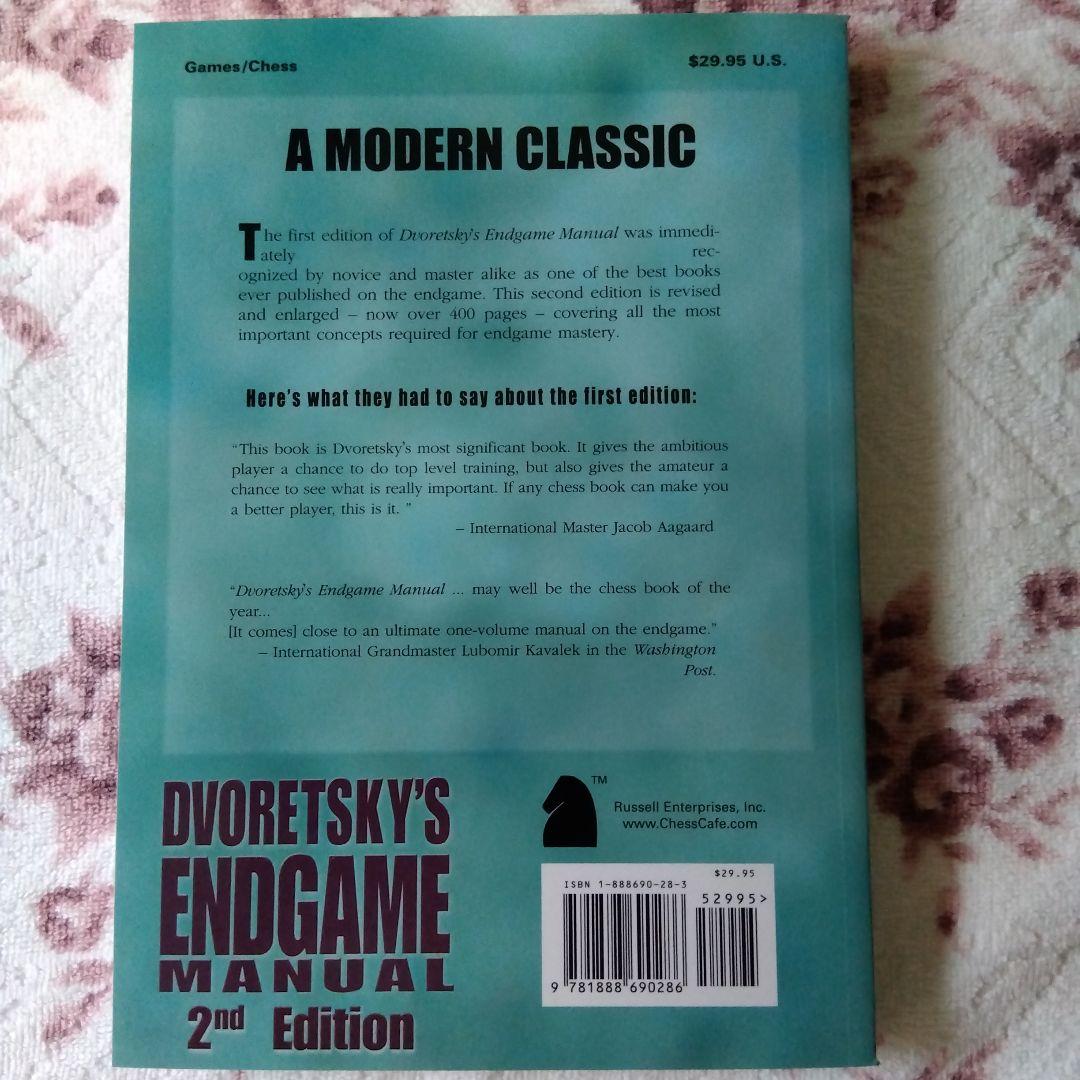 Games/Chess
$29.95 U.S.
A MODERN CLASSIC
The first edition of Dvoretsky's Endgame Manual was immedi-
ately rec-
ognized by novice and master alike as one of the best books
ever published on the endgame. This second edition is revised
and enlarged – now over 400 pages – covering all the most
important concepts required for endgame mastery.
Here's what they had to say about the first edition:
“This book is Dvoretsky's most significant book. It gives the ambitious
player a chance to do top level training, but also gives the amateur a
chance to see what is really important. If any chess book can make you
a better player, this is it. ”
– International Master Jacob Aagaard
“Dvoretsky's Endgame Manual ... may well be the chess book of the
year...
[It comes] close to an ultimate one-volume manual on the endgame.”
– International Grandmaster Lubomir Kavalek in the Washington
Post.
DVORETSKY'S
ENDGAME
MANUAL
2nd Edition
TM
Russell Enterprises, Inc.
www.ChessCafe.com
$29.95
ISBN 1-888690-28-3
52995>
9 781888 690286